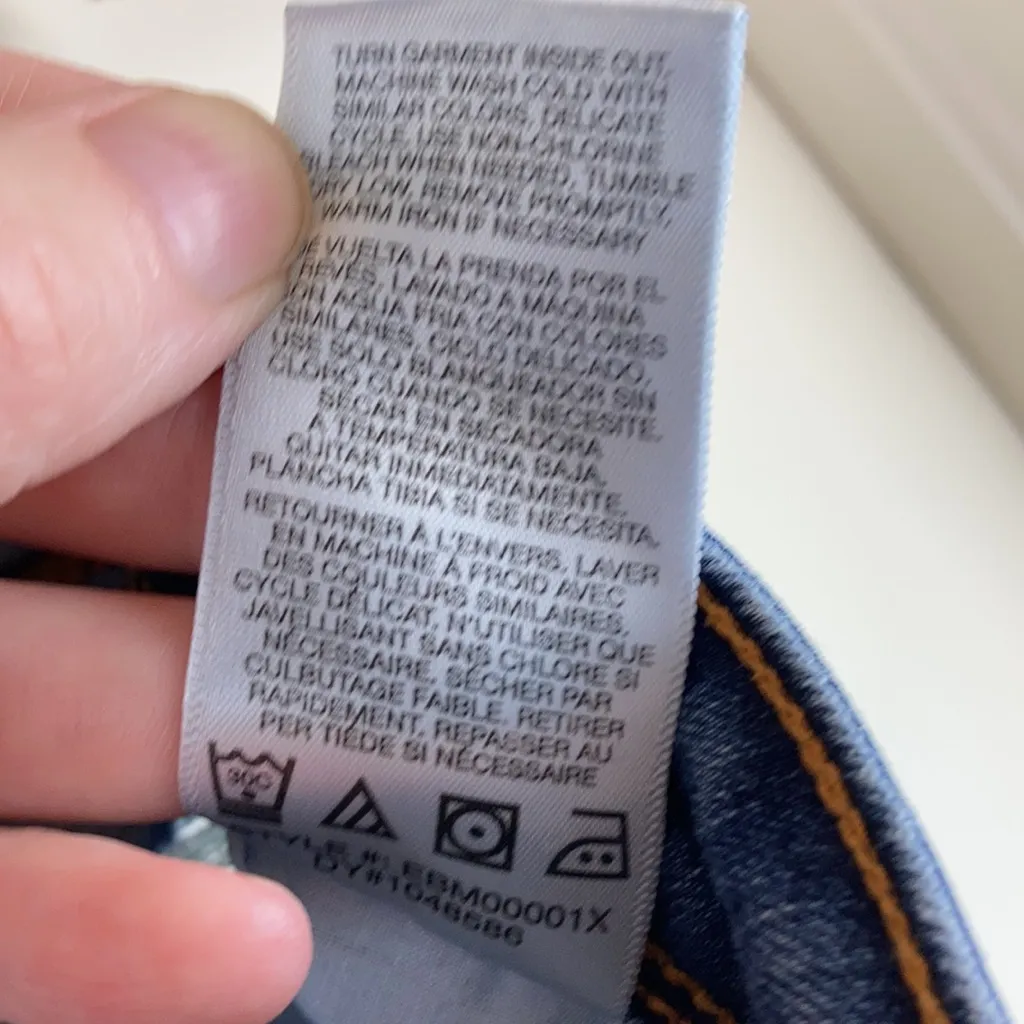 TURN GARMENT INSIDE OUT,
MACHINE WASH COLD WITH
SIMILAR COLORS, DELICATE
CYCLE, USE NON-CHLORINE
BLEACH WHEN NEEDED, TUMBLE
DRY LOW, REMOVE PROMPTLY,
WARM IRON IF NECESSARY
DE VUELTA LA PRENDA POR EL
REVÉS, LAVADO A MÁQUINA
CON AGUA FRIA CON COLORES
SIMILARES, CICLO DELICADO,
USE SOLO BLANQUEADOR SIN
CLORO CUANDO SE NECESITE,
SECAR EN SECADORA
A TEMPERATURA BAJA,
QUITAR INMEDIATAMENTE,
PLANCHA TIBIA SI SE NECESITA.
RETOURNER À L'ENVERS, LAVER
EN MACHINE À FROID AVEC
DES COULEURS SIMILAIRES,
CYCLE DÉLICAT, N'UTILISER QUE
JAVELLISANT SANS CHLORE SI
NÉCESSAIRE, SÉCHER PAR
CULBUTAGE FAIBLE, RETIRER
RAPIDEMENT, REPASSER AU
FER TIÈDE SI NÉCESSAIRE
30C
STYLE#: EBM00001X
DY#1046586